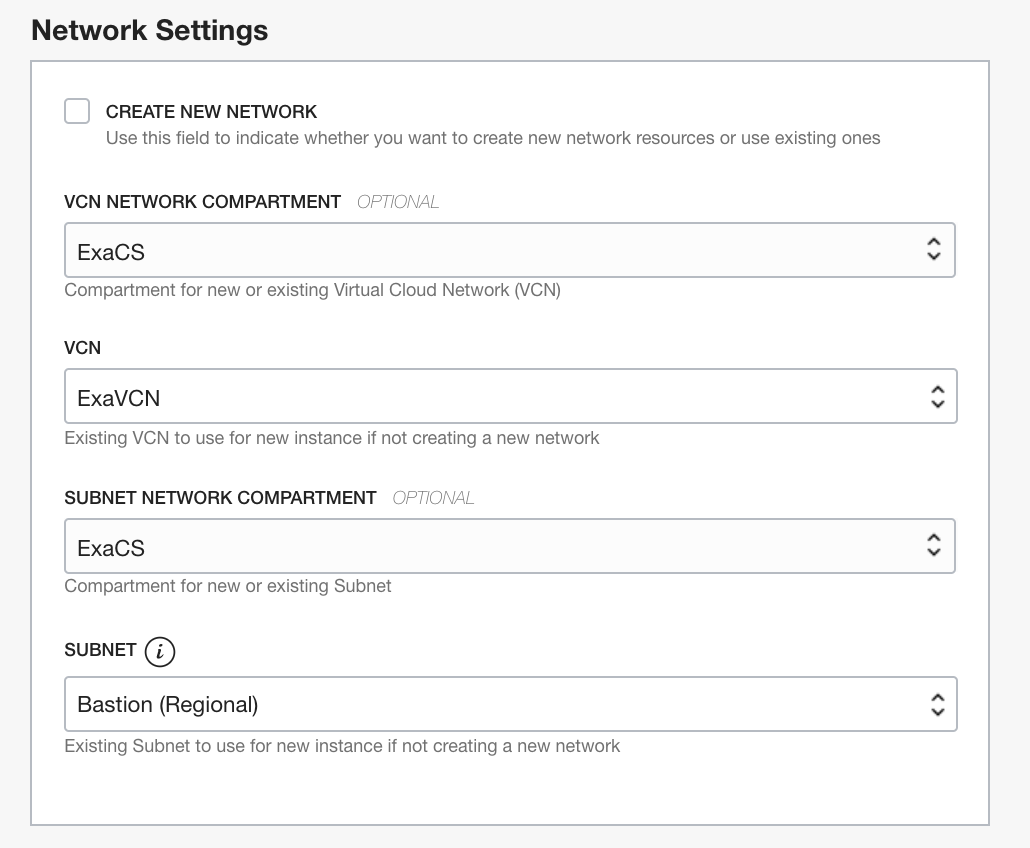 Network Settings
CREATE NEW NETWORK
Use this field to indicate whether you want to create new network resources or use existing ones
VCN NETWORK COMPARTMENT OPTIONAL
ExaCS
Compartment for new or existing Virtual Cloud Network (VCN)
VCN
ExaVCN
Existing VCN to use for new instance if not creating a new network
SUBNET NETWORK COMPARTMENT OPTIONAL
ExaCS
Compartment for new or existing Subnet
SUBNET i
Bastion (Regional)
Existing Subnet to use for new instance if not creating a new network